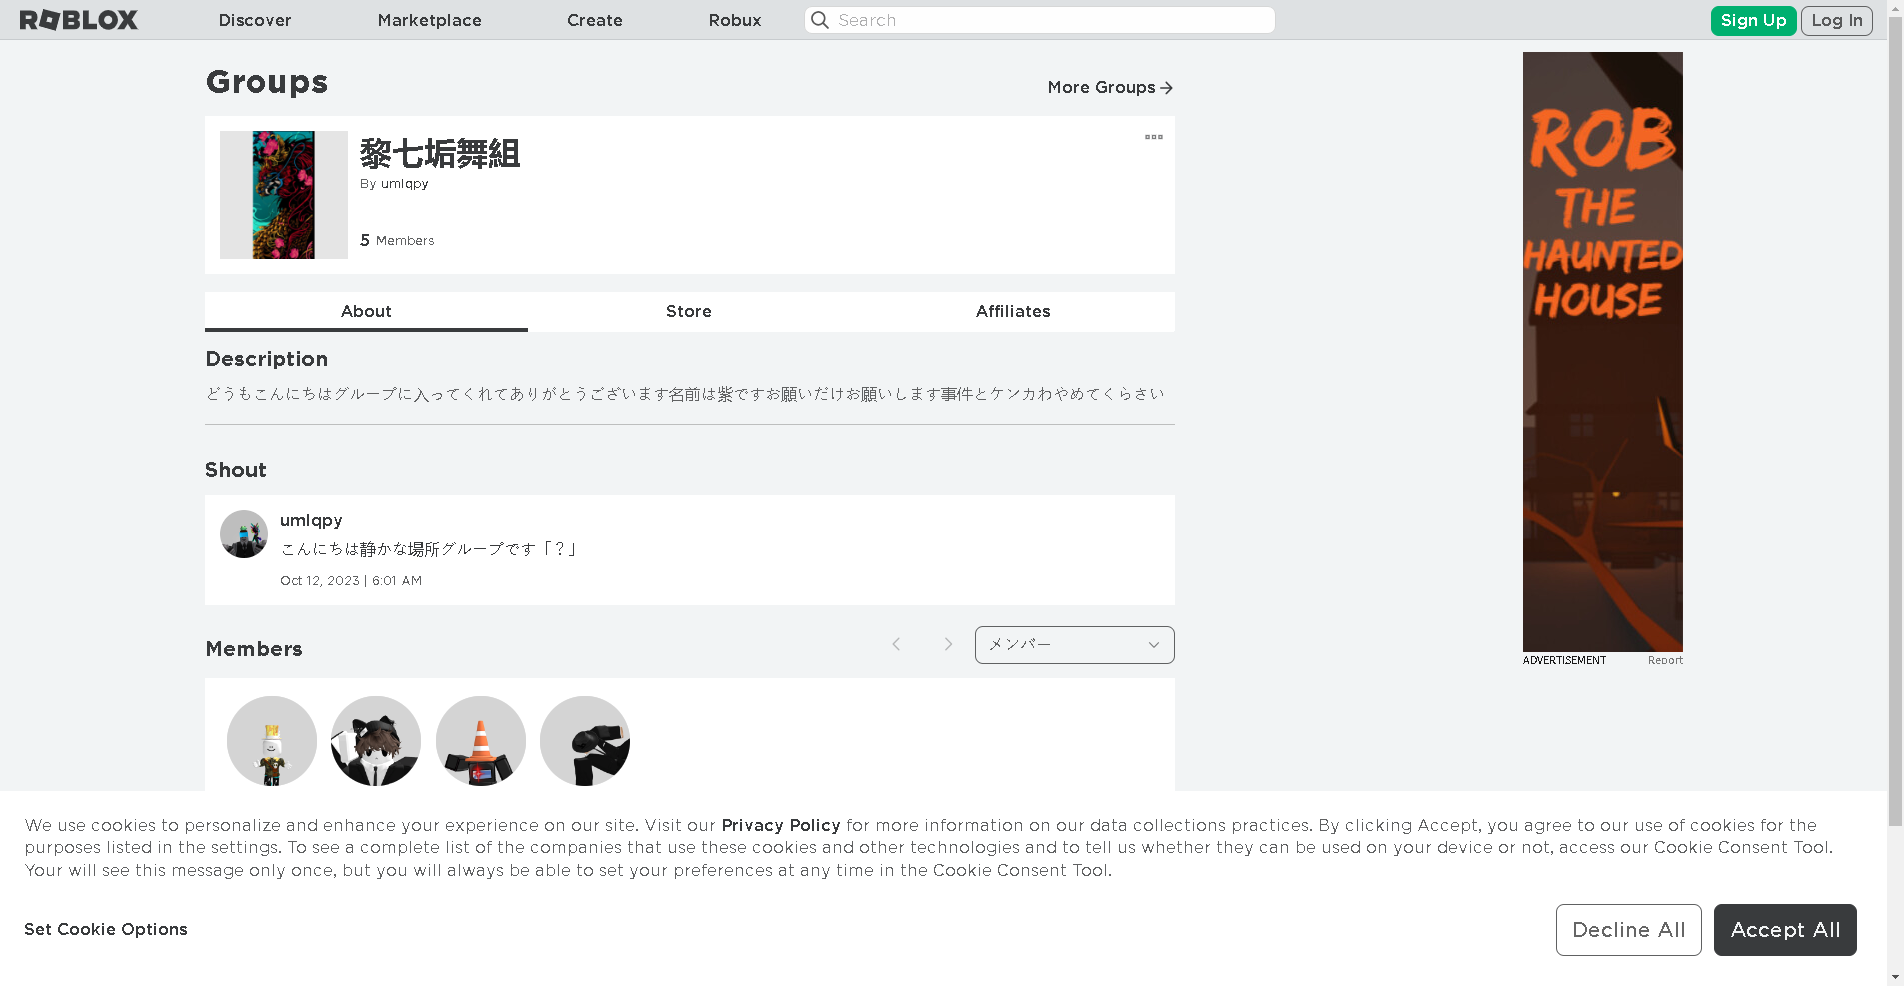 ROBLOX Discover Marketplace Create Robux Search Sign Up Log In
Groups
More Groups
黎七垢舞組
By umlqpy
5 Members
About Store Affiliates
Description
どうもこんにちはグループに入ってくれてありがとうございます名前は紫ですお願いだけお願いします事件とケンカわやめてくらさい
Shout
umlqpy
こんにちは静かな場所グループです「？」
Oct 12, 2023 | 6:01 AM
Members
メンバー
ROB
THE
HAUNTED
HOUSE
ADVERTISEMENT Report
We use cookies to personalize and enhance your experience on our site. Visit our Privacy Policy for more information on our data collections practices. By clicking Accept, you agree to our use of cookies for the
purposes listed in the settings. To see a complete list of the companies that use these cookies and other technologies and to tell us whether they can be used on your device or not, access our Cookie Consent Tool.
Your will see this message only once, but you will always be able to set your preferences at any time in the Cookie Consent Tool.
Set Cookie Options
Decline All
Accept All